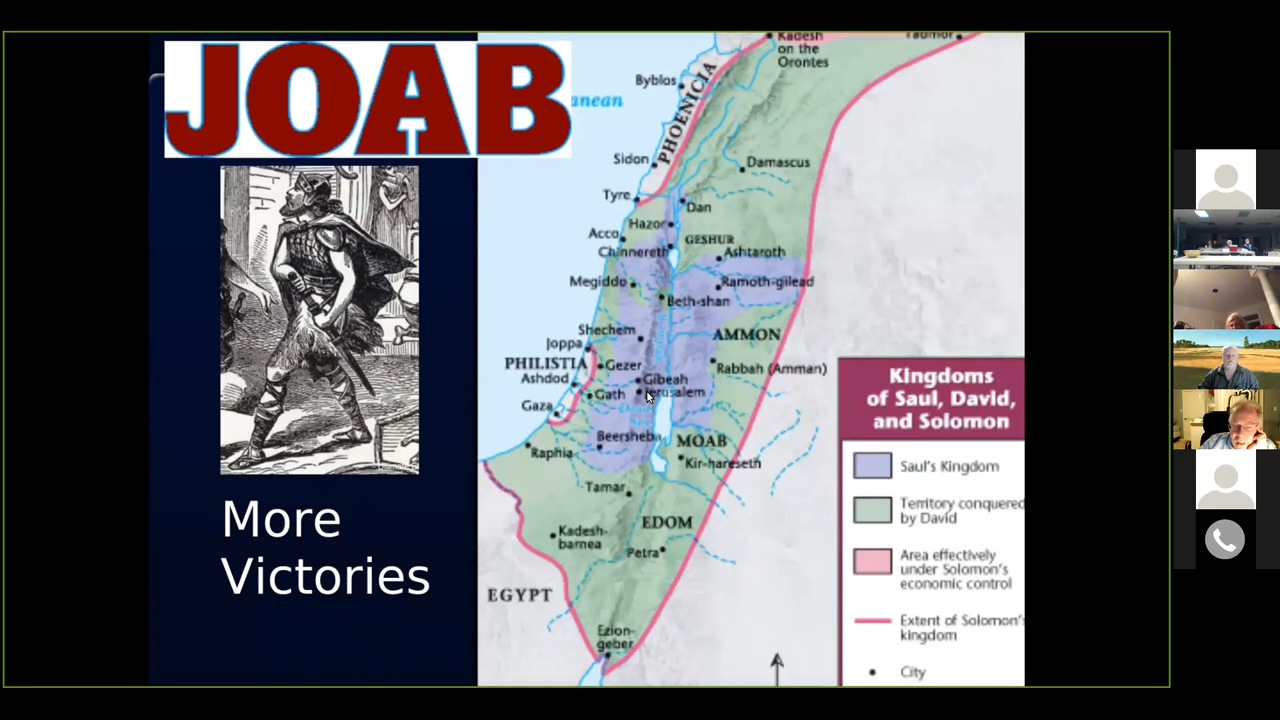 JOAB
More
Victories
anean
Kadesh
on the
Orontes
Tadmor
Byblos
PHOENICIA
Sidon
Damascus
Tyre
Dan
Hazor
Acco
GESHUR
Chinnereth
Ashtaroth
Megiddo
Ramoth-gilead
Beth-shan
Shechem
AMMON
Joppa
PHILISTIA
Gezer
Rabbah (Amman)
Ashdod
Gibeah
Gath
Jerusalem
Gaza
Dead
Sea
Beersheba
MOAB
Raphia
Kir-hareseth
Tamar
EDOM
Kadesh-
barnea
Petra
EGYPT
Ezion-
geber
Kingdoms
of Saul, David,
and Solomon
Saul's Kingdom
Territory conquered
by David
Area effectively
under Solomon's
economic control
Extent of Solomon's
kingdom
City